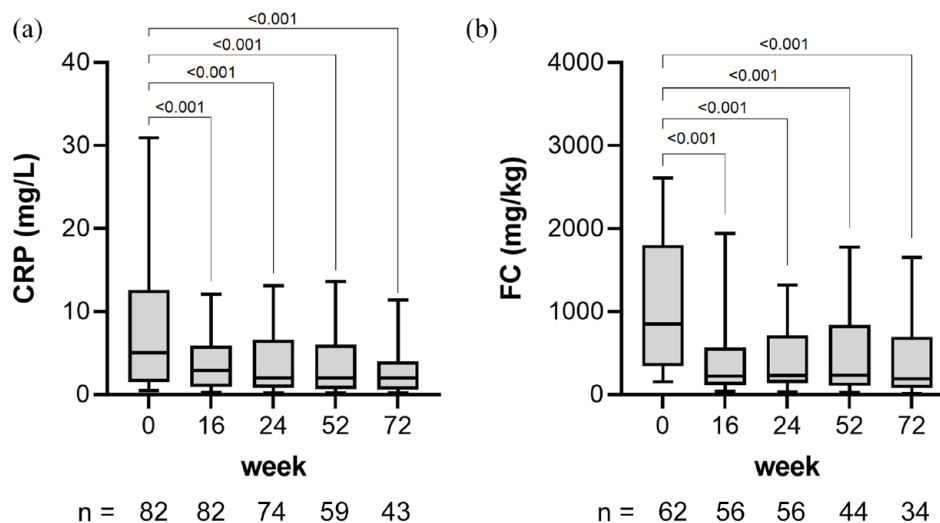 (a)
<0.001
<0.001
<0.001
<0.001
40
30
20
10
0
CRP (mg/L)
0 16 24 52 72
week
n = 82 82 74 59 43
(b)
<0.001
<0.001
<0.001
<0.001
4000
3000
2000
1000
0
FC (mg/kg)
0 16 24 52 72
week
n = 62 56 56 44 34